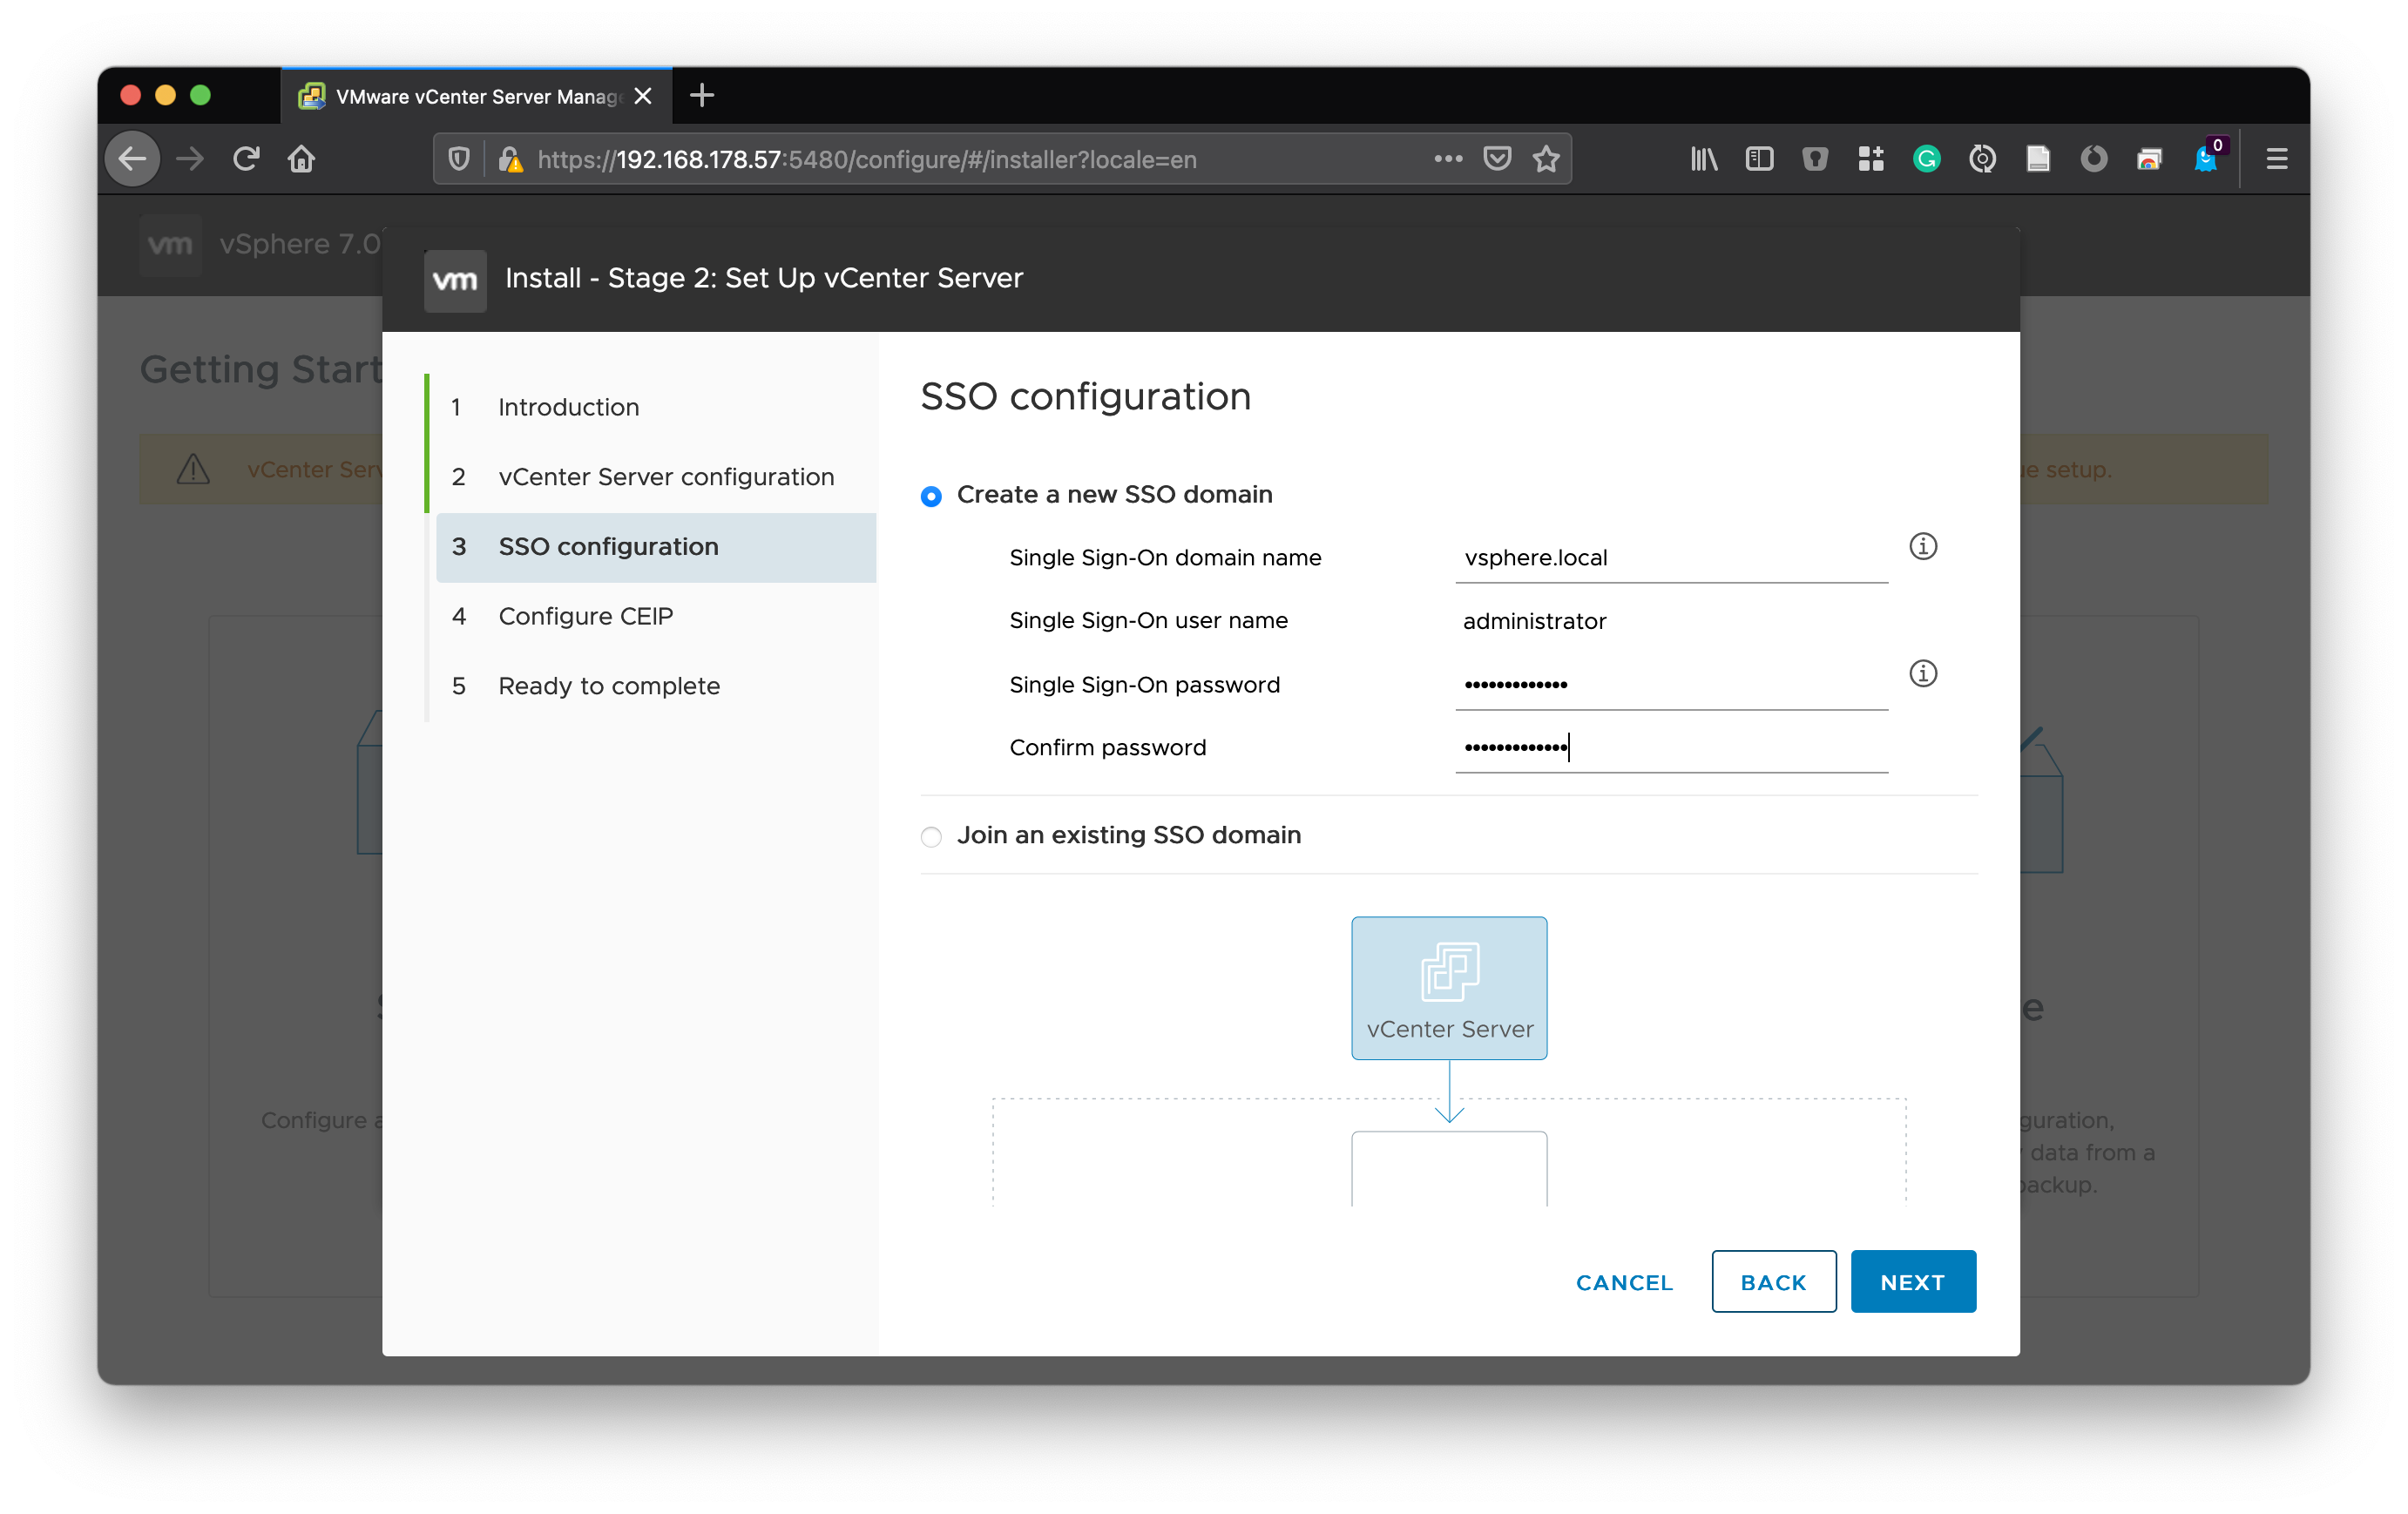 VMware vCenter Server Manag
https://192.168.178.57:5480/configure/#/installer?locale=en
0
vm vSphere 7.0
vm Install - Stage 2: Set Up vCenter Server
Getting Start
vCenter Serv
ue setup.
1 Introduction
2 vCenter Server configuration
3 SSO configuration
4 Configure CEIP
5 Ready to complete
SSO configuration
Create a new SSO domain
Single Sign-On domain name vsphere.local
Single Sign-On user name administrator
Single Sign-On password •••••••••••••
Confirm password •••••••••••••
Join an existing SSO domain
vCenter Server
Configure a
e
guration,
data from a
backup.
CANCEL BACK NEXT